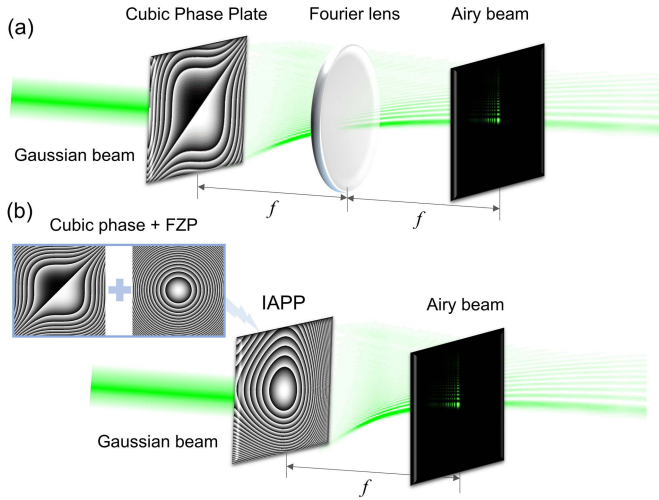 (a)
Cubic Phase Plate
Fourier lens
Airy beam
Gaussian beam
f
f
(b)
Cubic phase + FZP
IAPP
Airy beam
Gaussian beam
f